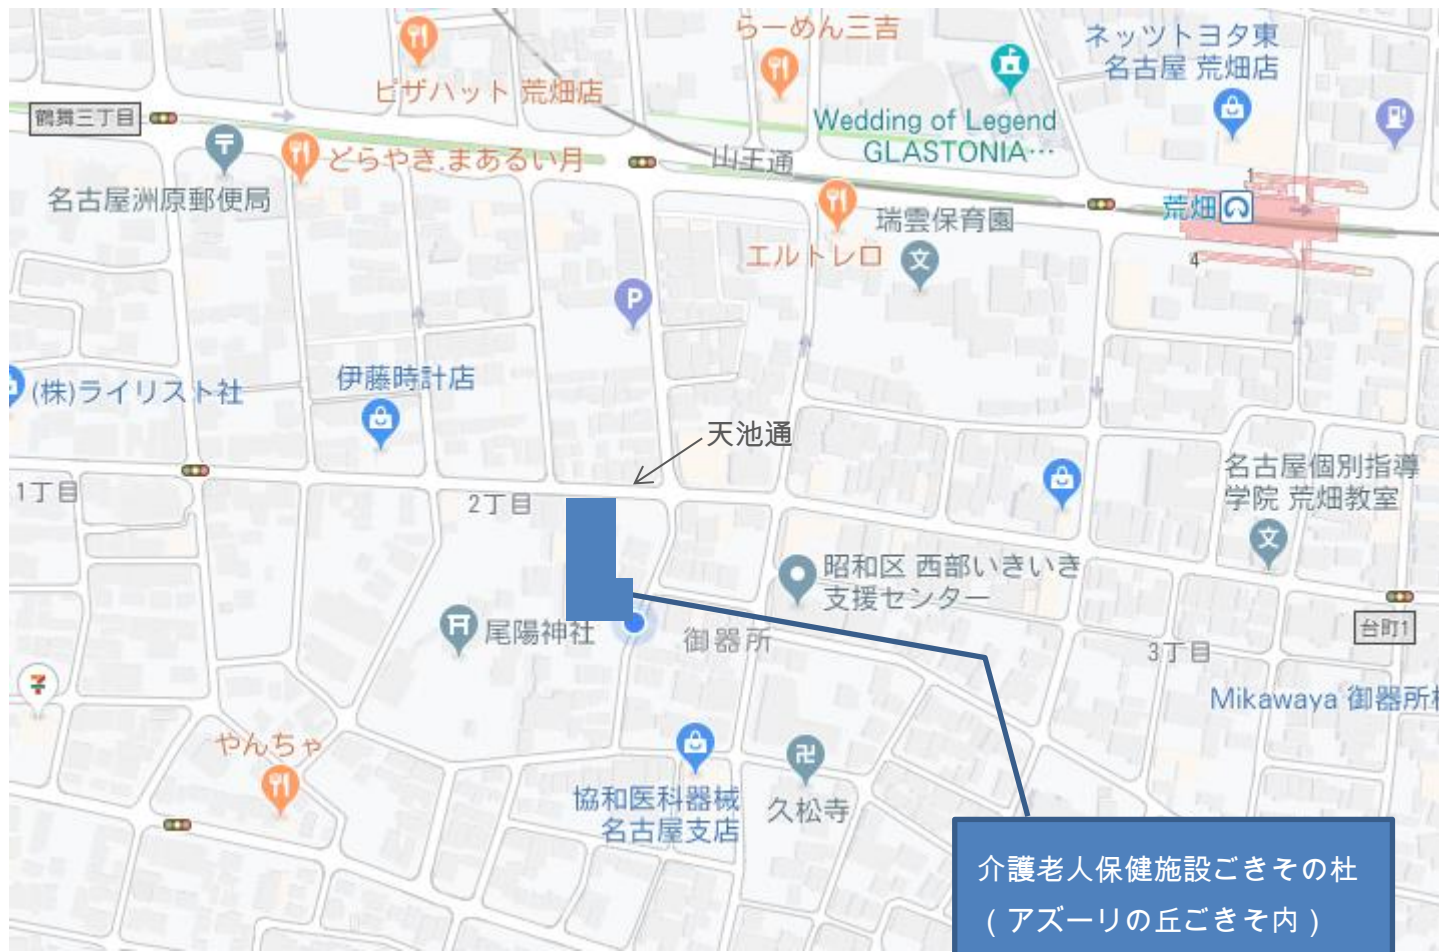 らーめん三吉
ネッツトヨタ東
名古屋 荒畑店
ピザハット 荒畑店
鶴舞三丁目
Wedding of Legend
GLASTONIA…
どらやき.まあるい月
山王通
名古屋洲原郵便局
1
荒畑
瑞雲保育園
エルトレロ
文
4
P
伊藤時計店
(株)ライリスト社
天池通
名古屋個別指導
学院 荒畑教室
文
1丁目
2丁目
昭和区 西部いきいき
支援センター
尾陽神社
御器所
台町1
3丁目
7
Mikawaya 御器所
やんちゃ
卍
協和医科器械
名古屋支店
久松寺
介護老人保健施設ごきその杜
(アズーリの丘ごきそ内)